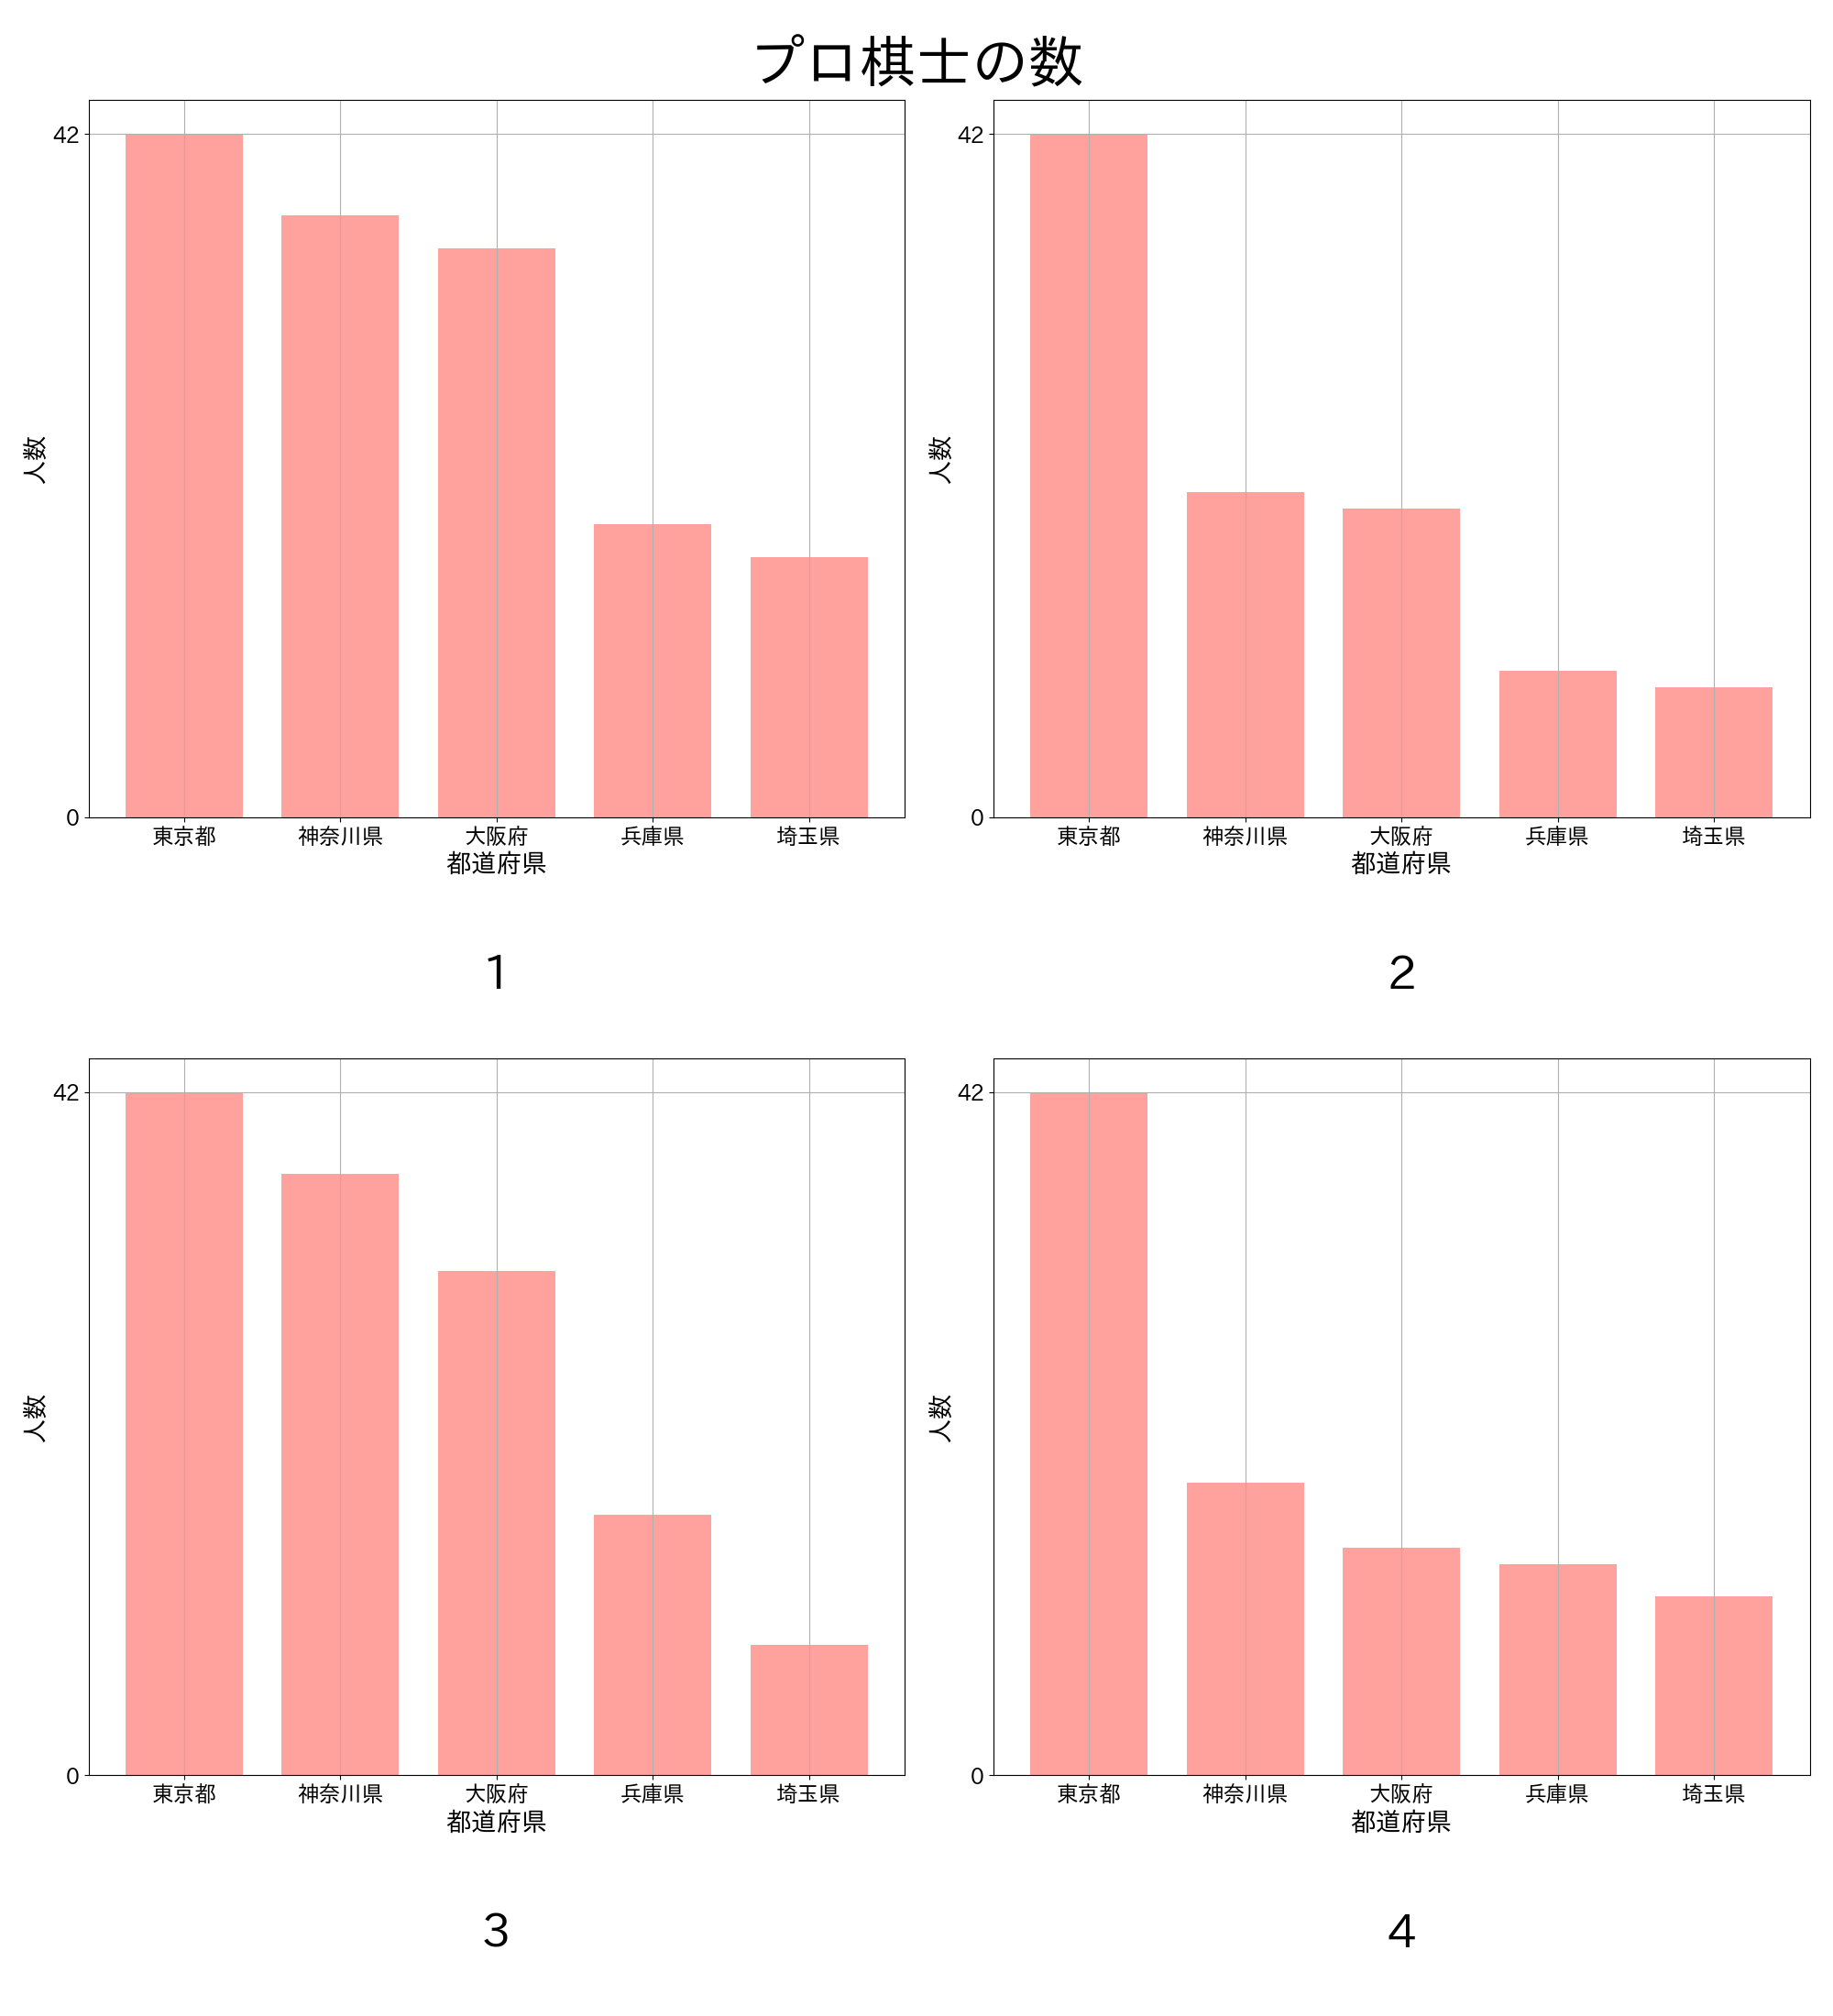 プロ棋士の数
42
0
人数
東京都 神奈川県 大阪府 兵庫県 埼玉県
都道府県
1
42
0
人数
東京都 神奈川県 大阪府 兵庫県 埼玉県
都道府県
2
42
0
人数
東京都 神奈川県 大阪府 兵庫県 埼玉県
都道府県
3
42
0
人数
東京都 神奈川県 大阪府 兵庫県 埼玉県
都道府県
4